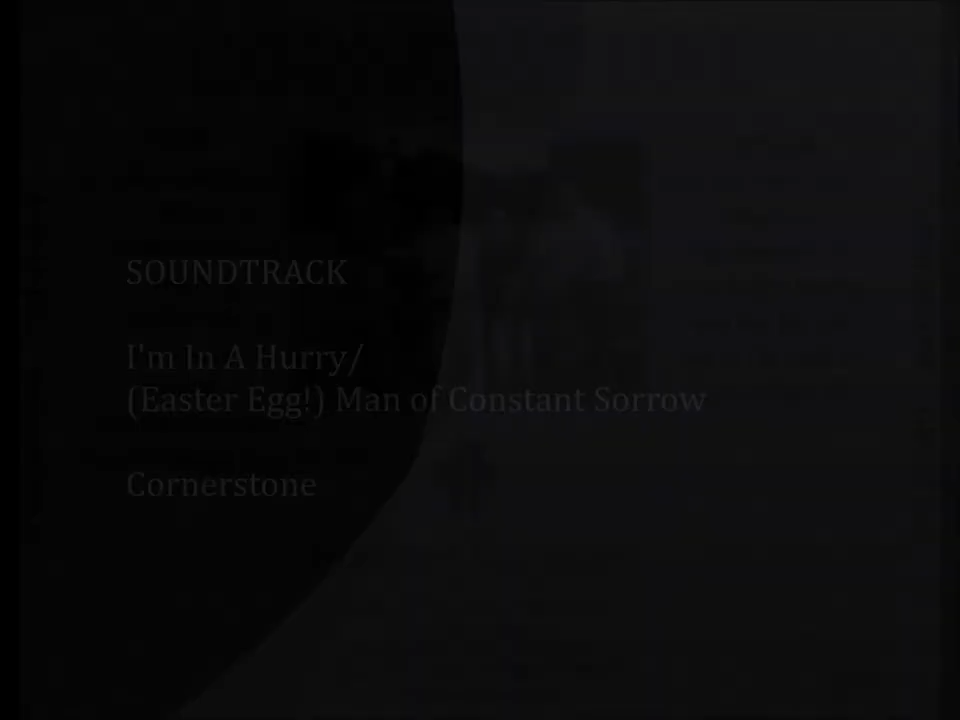 SOUNDTRACK
I'm In A Hurry/
(Easter Egg!) Man of Constant Sorrow
Cornerstone